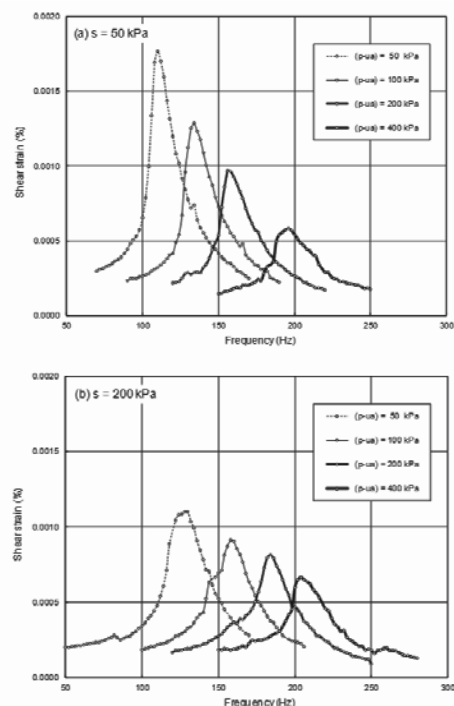 0.0020
(a) s = 50 kPa
(p-ua) = 50 kPa
(p-ua) = 100 kPa
(p-ua) = 200 kPa
(p-ua) = 400 kPa
0.0015
0.0010
0.0005
0.0000
Shear strain (%)
50 100 150 200 250 300
Frequency (Hz)
0.0020
(b) s = 200 kPa
(p-ua) = 50 kPa
(p-ua) = 100 kPa
(p-ua) = 200 kPa
(p-ua) = 400 kPa
0.0015
0.0010
0.0005
0.0000
Shear strain (%)
50 100 150 200 250 300
Frequency (Hz)